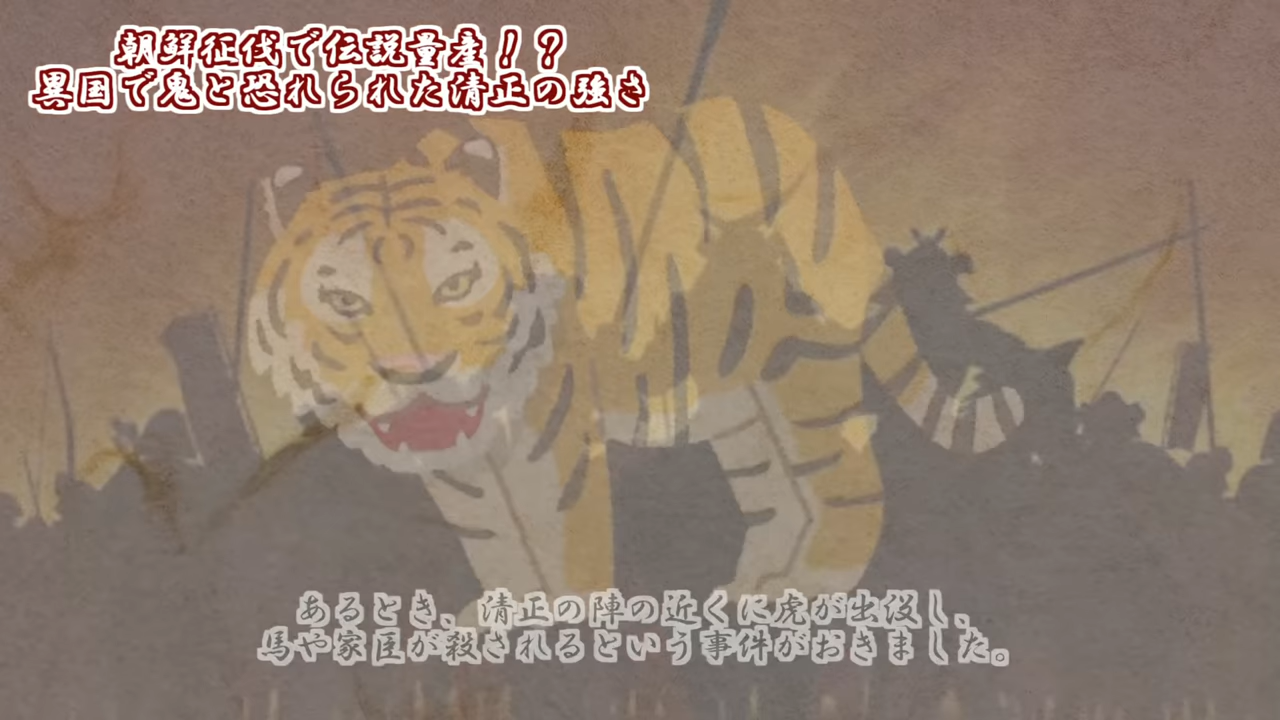 朝鮮征伐で伝説量産！？
異国で鬼と恐れられた清正の強さ
あるとき、清正の陣の近くに虎が出没し、
馬や家臣が殺されるという事件がおきました。